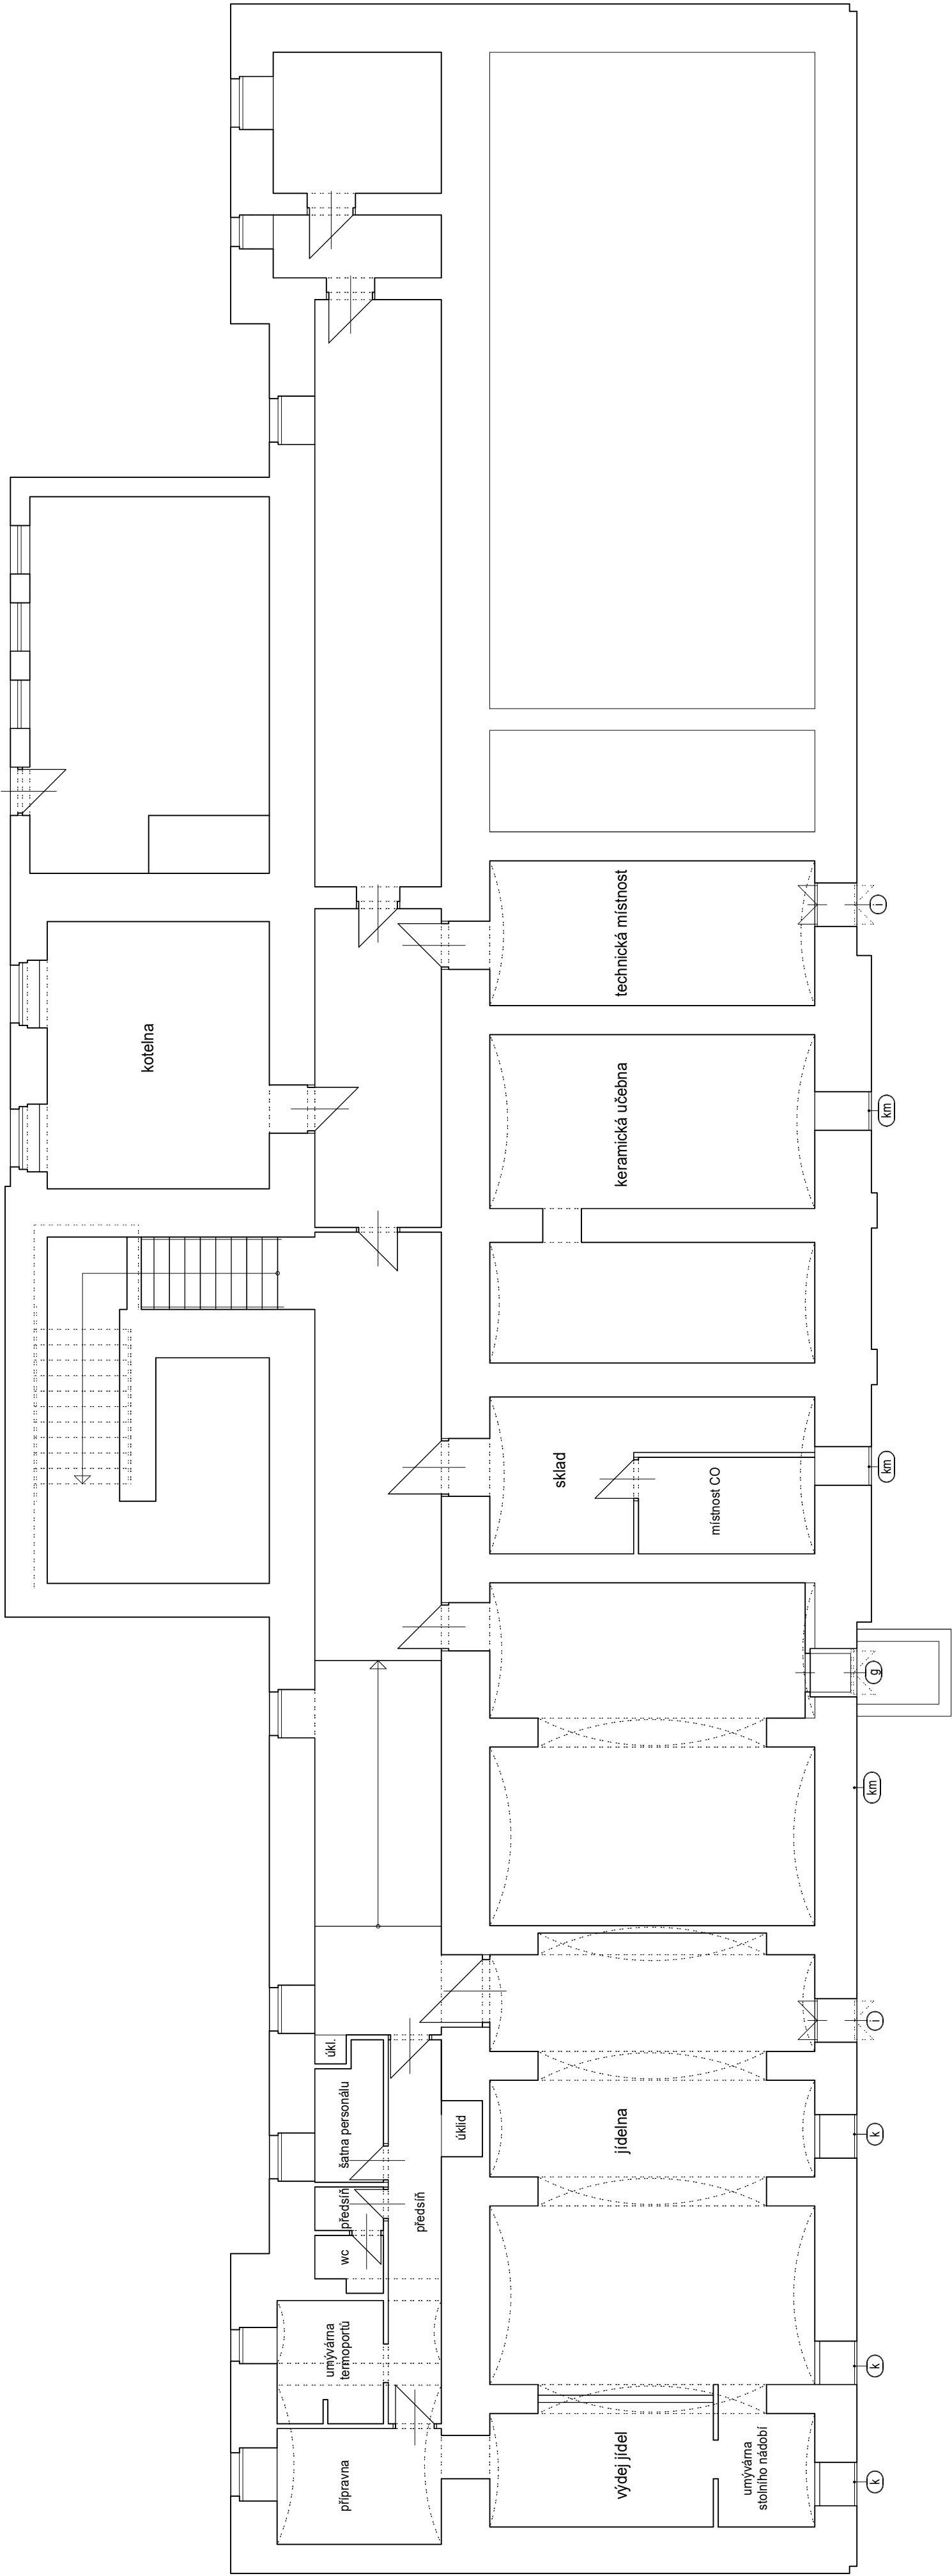 kotelna
technická místnost
i
keramická učebna
km
sklad
místnost CO
km
g
km
úkl.
šatna personálu
úklid
jídelna
i
k
předsíň
předsíň
wc
umývárna
termoportů
k
přípravna
výdej jídel
umývárna
stolního nádobí
k